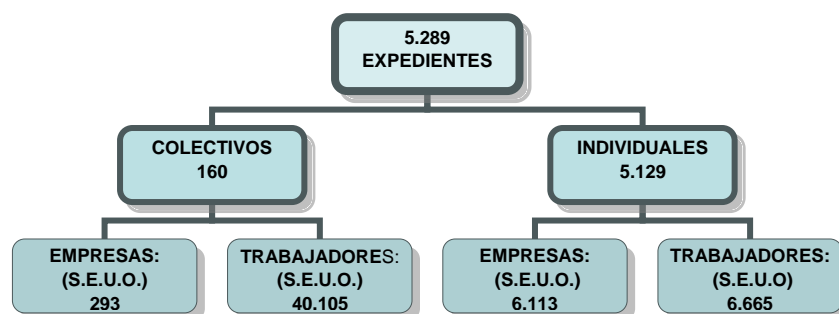 5.289
EXPEDIENTES
COLECTIVOS
160
INDIVIDUALES
5.129
EMPRESAS:
(S.E.U.O.)
293
TRABAJADORES:
(S.E.U.O.)
40.105
EMPRESAS:
(S.E.U.O.)
6.113
TRABAJADORES:
(S.E.U.O)
6.665